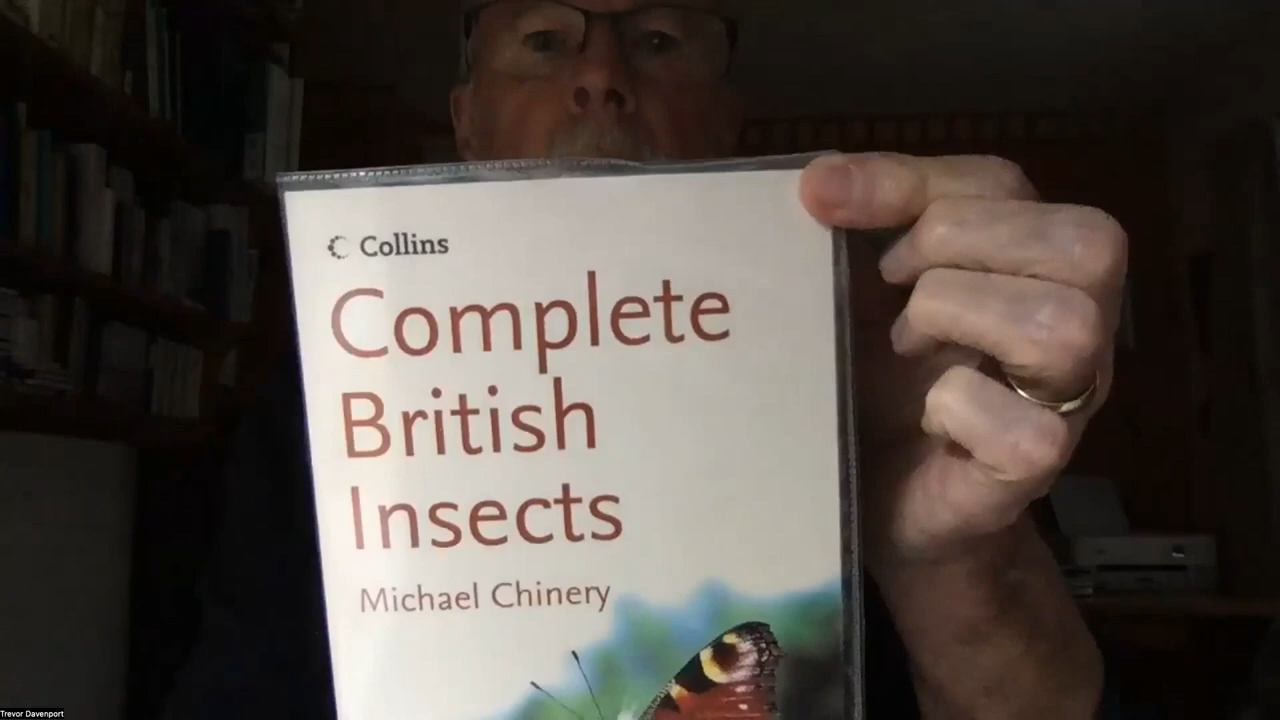 Collins
Complete
British
Insects
Michael Chinery
Trevor Davenport